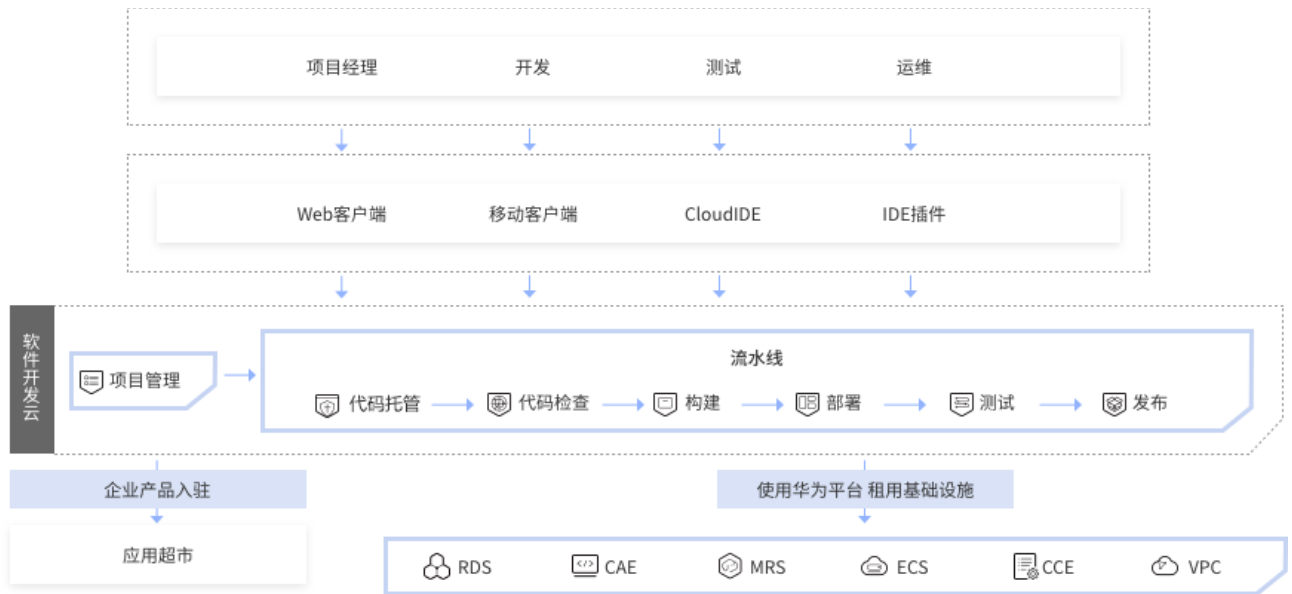 项目经理 开发 测试 运维
Web客户端 移动客户端 CloudIDE IDE插件
软件开发云
项目管理
流水线
代码托管 代码检查 构建 部署 测试 发布
企业产品入驻
使用华为平台 租用基础设施
应用超市
RDS CAE MRS ECS CCE VPC